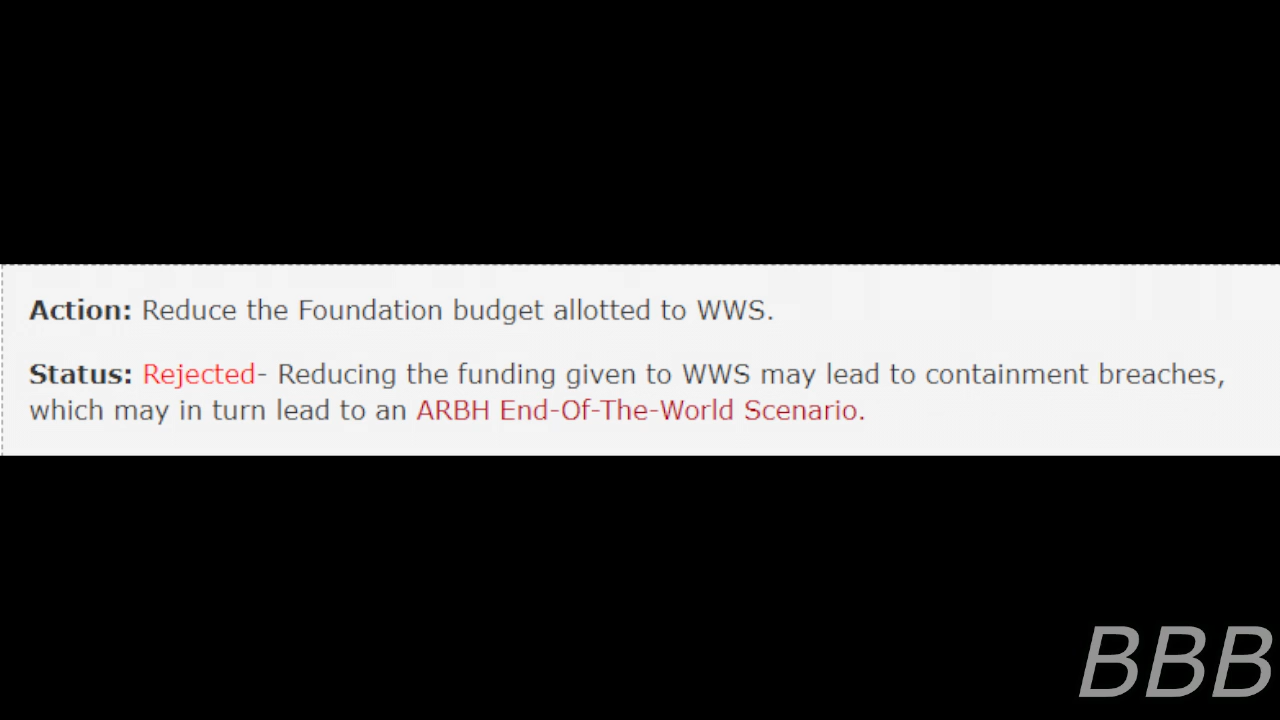 Action: Reduce the Foundation budget allotted to WWS.
Status: Rejected- Reducing the funding given to WWS may lead to containment breaches,
which may in turn lead to an ARBH End-Of-The-World Scenario.
BBB